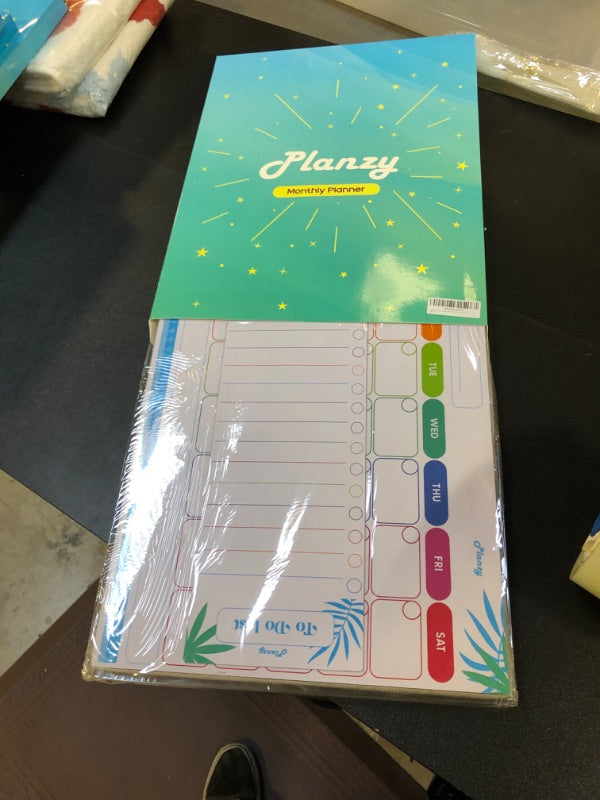 Planzy
Monthly Planner
TUE
WED
THU
FRI
SAT
Planzy
To Do List
Planzy